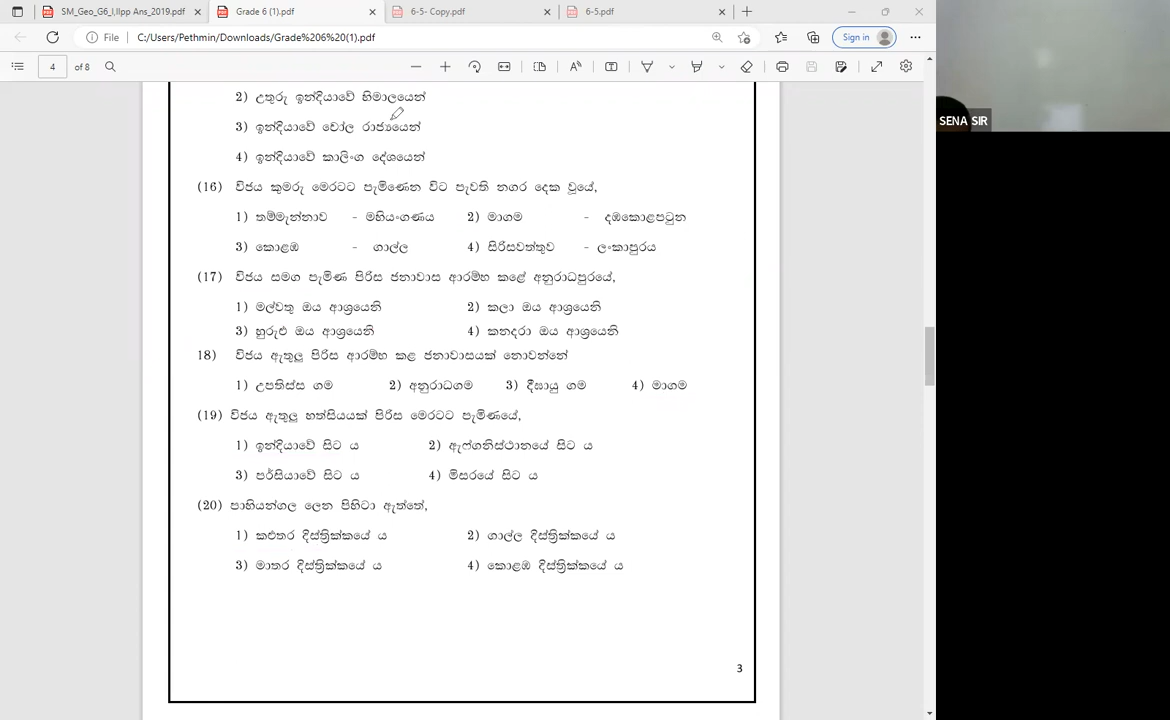 SM_Geo_G6_I,IIpp Ans_2019.pdf Grade 6 (1).pdf 6-5- Copy.pdf 6-5.pdf
File C:/Users/Pethmin/Downloads/Grade%206%20(1).pdf Sign in
4 of 8
2) උතුරු ඉන්දියාවේ හිමාලයෙන්
3) ඉන්දියාවේ චෝල රාජ්‍යයෙන්
4) ඉන්දියාවේ කාලිංග දේශයෙන්
(16) විජය කුමරු මෙරටට පැමිණෙන විට පැවති නගර දෙක වූයේ,
1) තම්මැන්නාව - මහියංගණය 2) මාගම - දඹකොළපටුන
3) කොළඹ - ගාල්ල 4) සිරිසවත්තුව - ලංකාපුරය
(17) විජය සමග පැමිණි පිරිස ජනාවාස ආරම්භ කළේ අනුරාධපුරයේ,
1) මල්වතු ඔය ආශ්‍රයෙනි 2) කලා ඔය ආශ්‍රයෙනි
3) හුරුළු ඔය ආශ්‍රයෙනි 4) කනදරා ඔය ආශ්‍රයෙනි
18) විජය ඇතුලු පිරිස ආරම්භ කළ ජනාවාසයක් නොවන්නේ
1) උපතිස්ස ගම 2) අනුරාධගම 3) දීඝායු ගම 4) මාගම
(19) විජය ඇතුලු හත්සියයක් පිරිස මෙරටට පැමිණියේ,
1) ඉන්දියාවේ සිට ය 2) ඇෆ්ගනිස්ථානයේ සිට ය
3) පර්සියාවේ සිට ය 4) මිසරයේ සිට ය
(20) පාහියන්ගල ලෙන පිහිටා ඇත්තේ,
1) කළුතර දිස්ත්‍රික්කයේ ය 2) ගාල්ල දිස්ත්‍රික්කයේ ය
3) මාතර දිස්ත්‍රික්කයේ ය 4) කොළඹ දිස්ත්‍රික්කයේ ය
3
SENA SIR